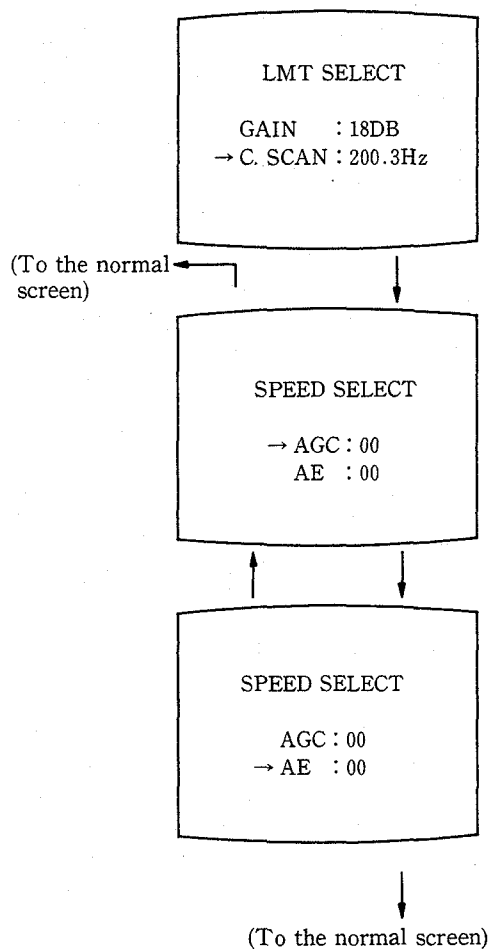 LMT SELECT
GAIN : 18DB
→ C. SCAN : 200.3Hz
(To the normal
screen)
SPEED SELECT
→ AGC : 00
AE : 00
SPEED SELECT
AGC : 00
→ AE : 00
(To the normal screen)